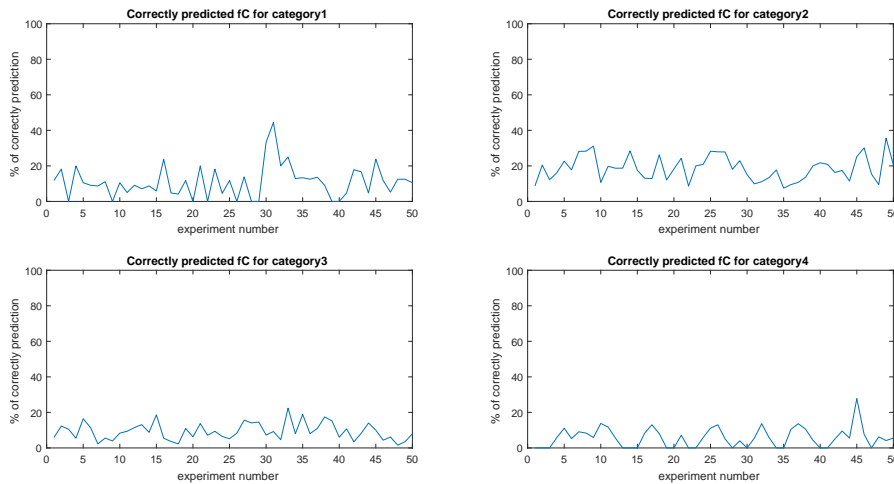 Correctly predicted fC for category1
100
80
60
40
20
0
% of correctly prediction
0 5 10 15 20 25 30 35 40 45 50
experiment number
Correctly predicted fC for category2
100
80
60
40
20
0
% of correctly prediction
0 5 10 15 20 25 30 35 40 45 50
experiment number
Correctly predicted fC for category3
100
80
60
40
20
0
% of correctly prediction
0 5 10 15 20 25 30 35 40 45 50
experiment number
Correctly predicted fC for category4
100
80
60
40
20
0
% of correctly prediction
0 5 10 15 20 25 30 35 40 45 50
experiment number